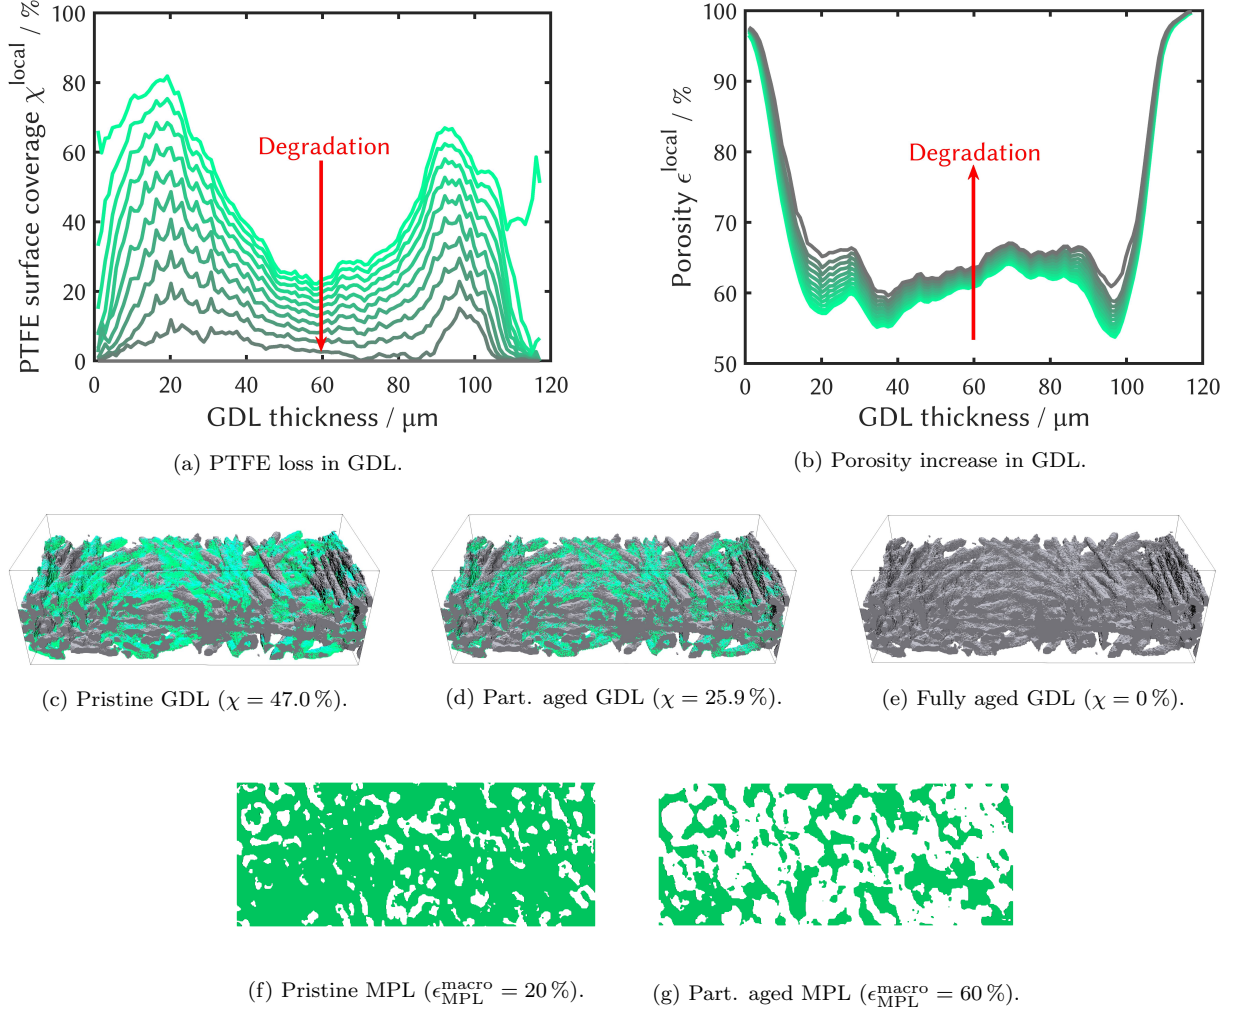 100
80
60
40
20
0
PTFE surface coverage χ^local / %
Degradation
0 20 40 60 80 100 120
GDL thickness / μm
(a) PTFE loss in GDL.
100
90
80
70
60
50
Porosity ϵ^local / %
Degradation
0 20 40 60 80 100 120
GDL thickness / μm
(b) Porosity increase in GDL.
(c) Pristine GDL (χ = 47.0 %).
(d) Part. aged GDL (χ = 25.9 %).
(e) Fully aged GDL (χ = 0 %).
(f) Pristine MPL (ϵ^macro_MPL = 20 %).
(g) Part. aged MPL (ϵ^macro_MPL = 60 %).